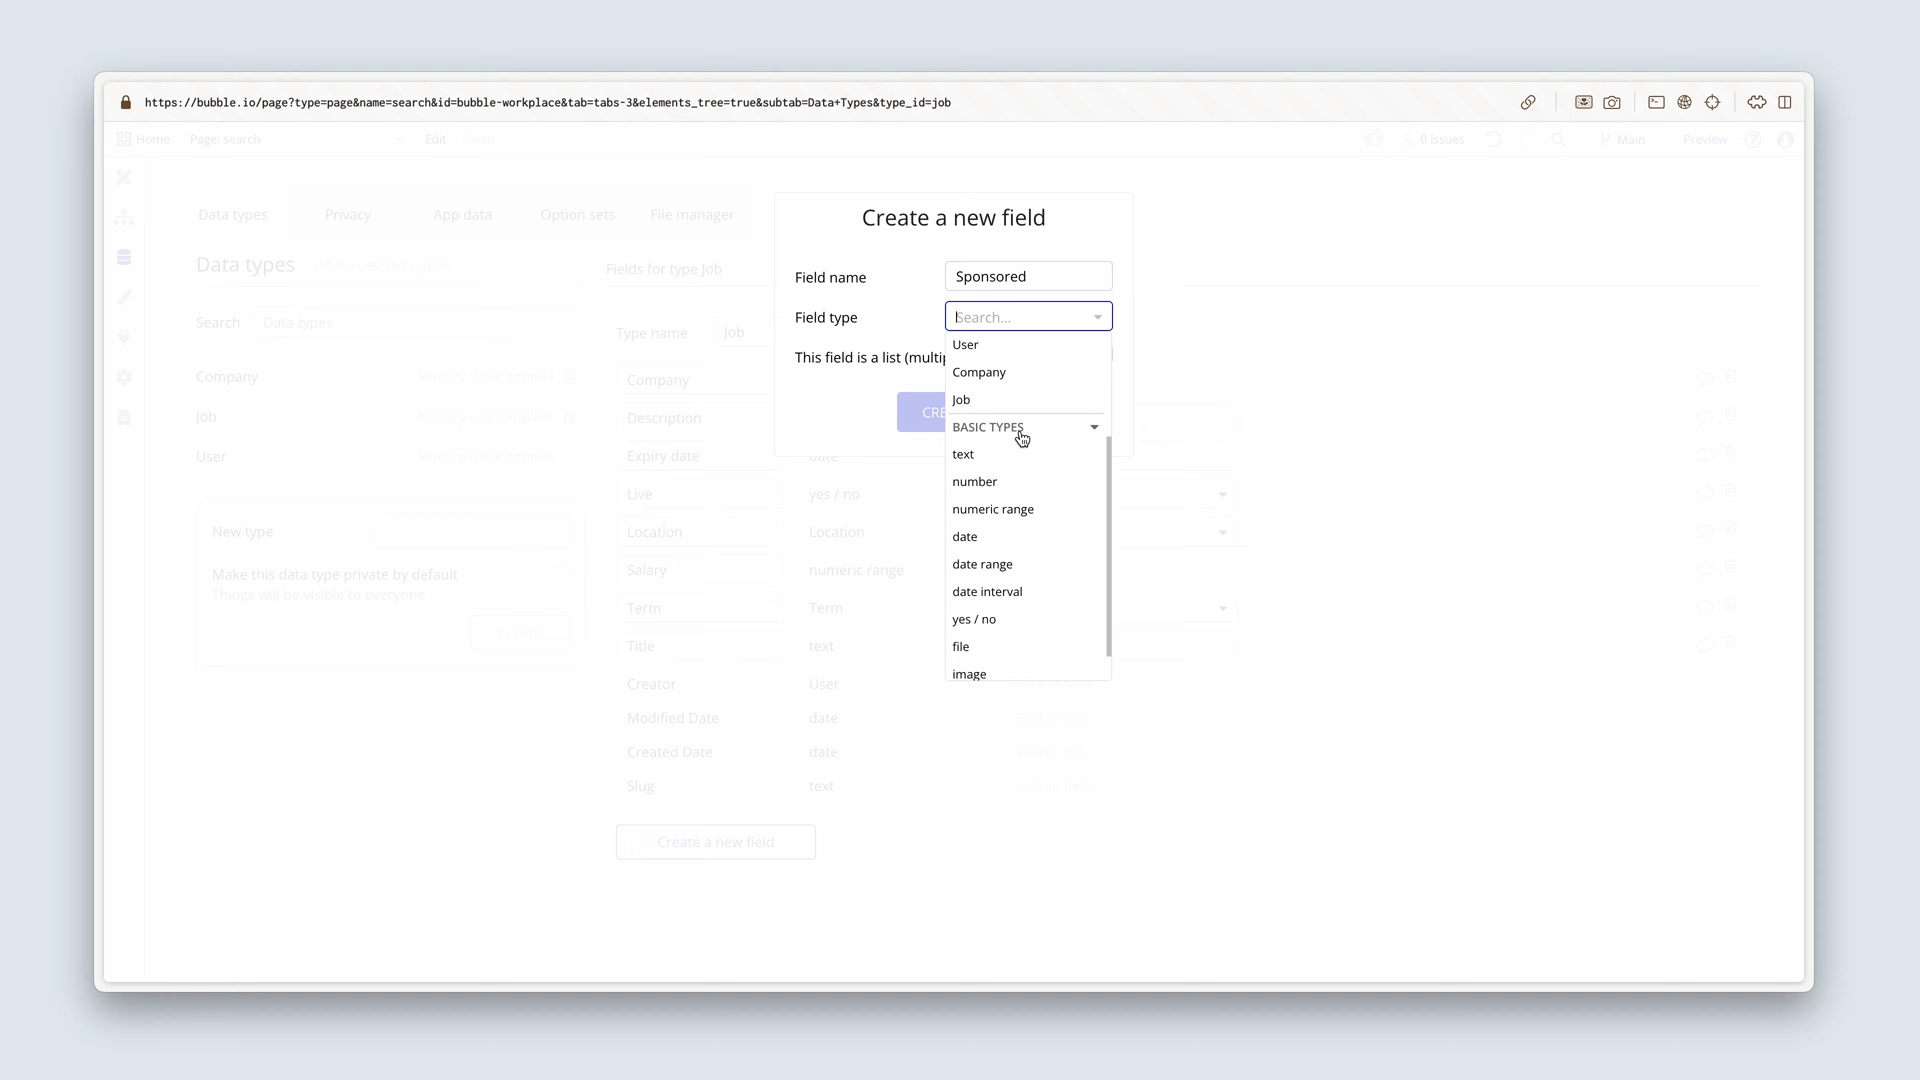 https://bubble.io/page?type=page&name=search&id=bubble-workplace&tab=tabs-3&elements_tree=true&subtab=Data+Types&type_id=job
Home Page: search Edit Saved 0 issues Main Preview
Data types Privacy App data Option sets File manager
Create a new field
Data types
Fields for type Job
Field name Sponsored
Search Data types
Field type Search...
Type name Job
User
This field is a list (multip
Company
Company
Company
Job
Job
Description
CRE
BASIC TYPES
User
Expiry date date
text
Live yes / no
number
numeric range
New type
Location Location
date
Make this data type private by default
Salary numeric range
date range
Things will be visible to everyone
date interval
Term Term
yes / no
Title text
file
Creator User
image
Modified Date date
Created Date date
Slug text
Create a new field